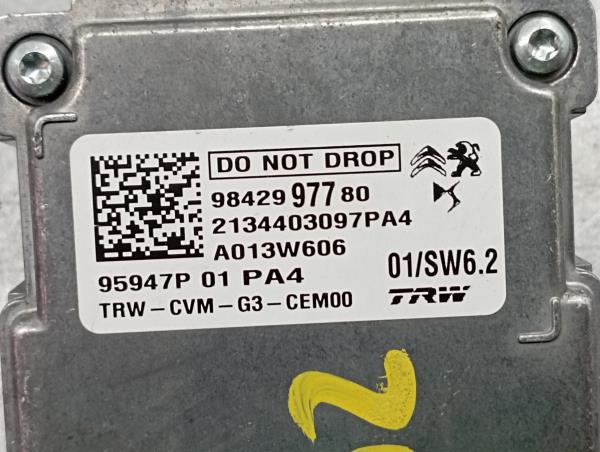 DO NOT DROP
98429 977 80
2134403097PA4
A013W606
95947P 01 PA4
01/SW6.2
TRW-CVM-G3-CEM00
TRW